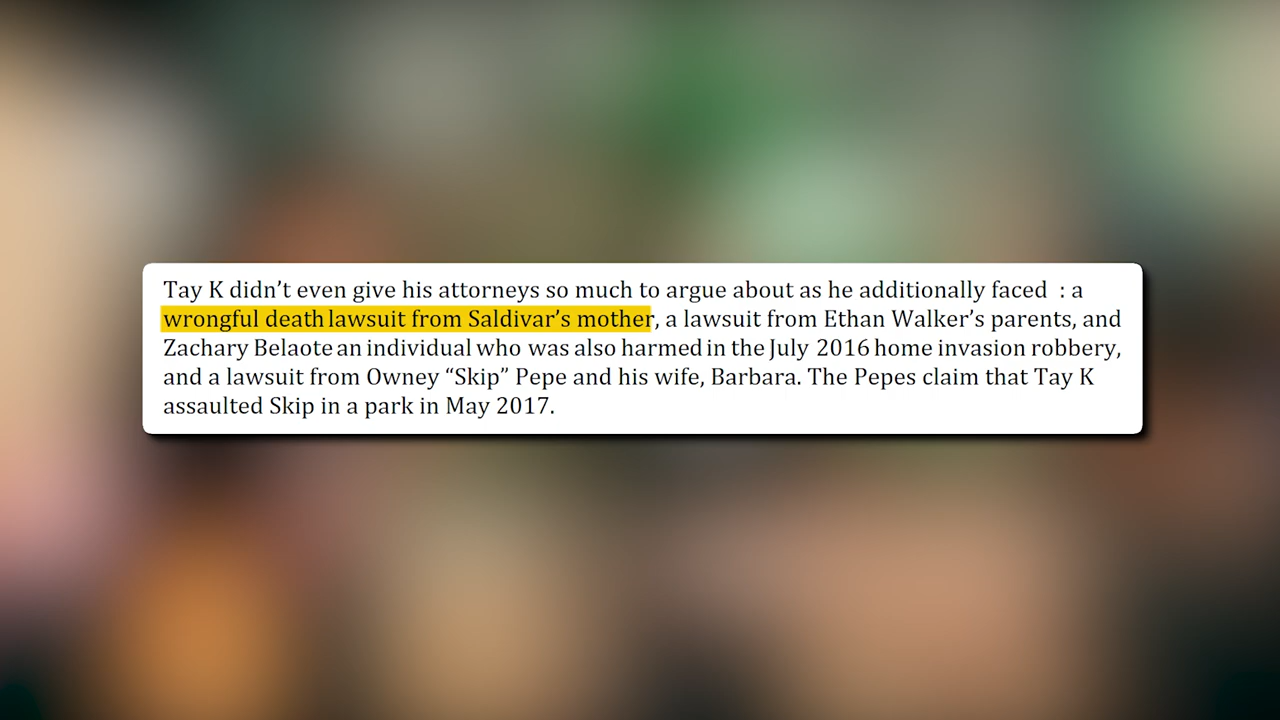 Tay K didn’t even give his attorneys so much to argue about as he additionally faced : a
wrongful death lawsuit from Saldivar’s mother, a lawsuit from Ethan Walker’s parents, and
Zachary Belaote an individual who was also harmed in the July 2016 home invasion robbery,
and a lawsuit from Owney “Skip” Pepe and his wife, Barbara. The Pepes claim that Tay K
assaulted Skip in a park in May 2017.